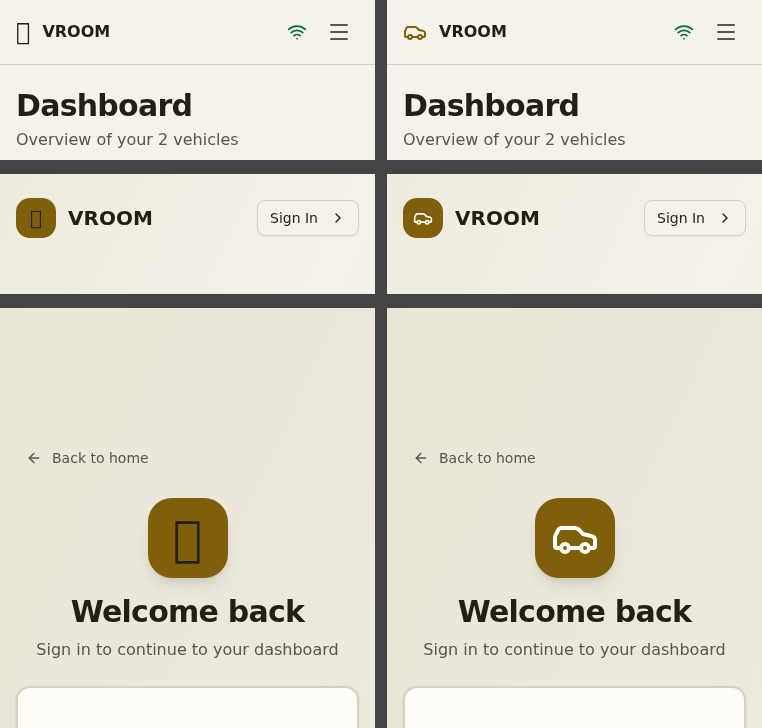 VROOM
Dashboard
Overview of your 2 vehicles
VROOM
Dashboard
Overview of your 2 vehicles
VROOM
Sign In
VROOM
Sign In
Back to home
Welcome back
Sign in to continue to your dashboard
Back to home
Welcome back
Sign in to continue to your dashboard